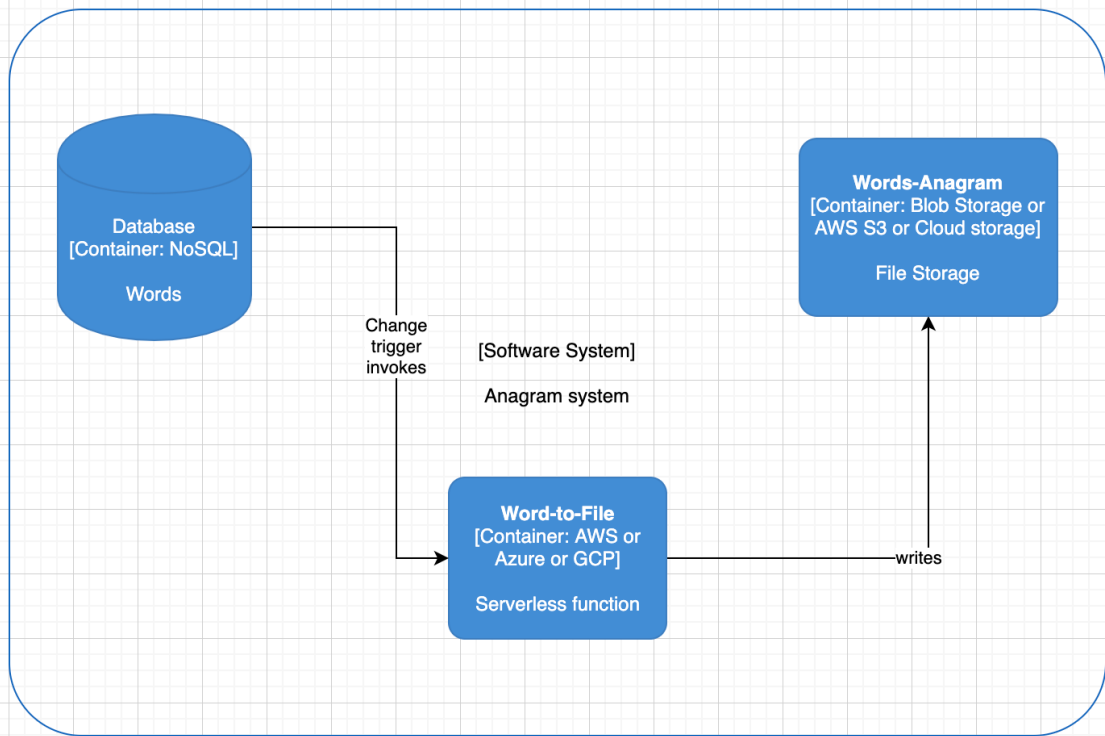 Database
[Container: NoSQL]
Words
Change
trigger
invokes
[Software System]
Anagram system
Words-Anagram
[Container: Blob Storage or
AWS S3 or Cloud storage]
File Storage
Word-to-File
[Container: AWS or
Azure or GCP]
Serverless function
writes